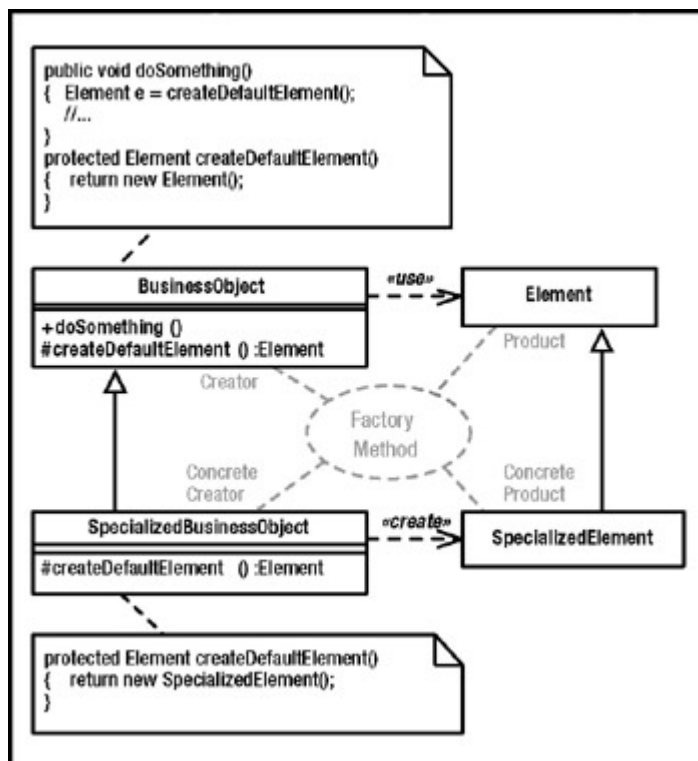 public void doSomething()
{ Element e = createDefaultElement();
//...
}
protected Element createDefaultElement()
{ return new Element();
}
BusinessObject
«use»
Element
+doSomething ()
#createDefaultElement () :Element
Product
Creator
Factory
Method
Concrete
Creator
Concrete
Product
SpecializedBusinessObject
«create»
SpecializedElement
#createDefaultElement () :Element
protected Element createDefaultElement()
{ return new SpecializedElement();
}